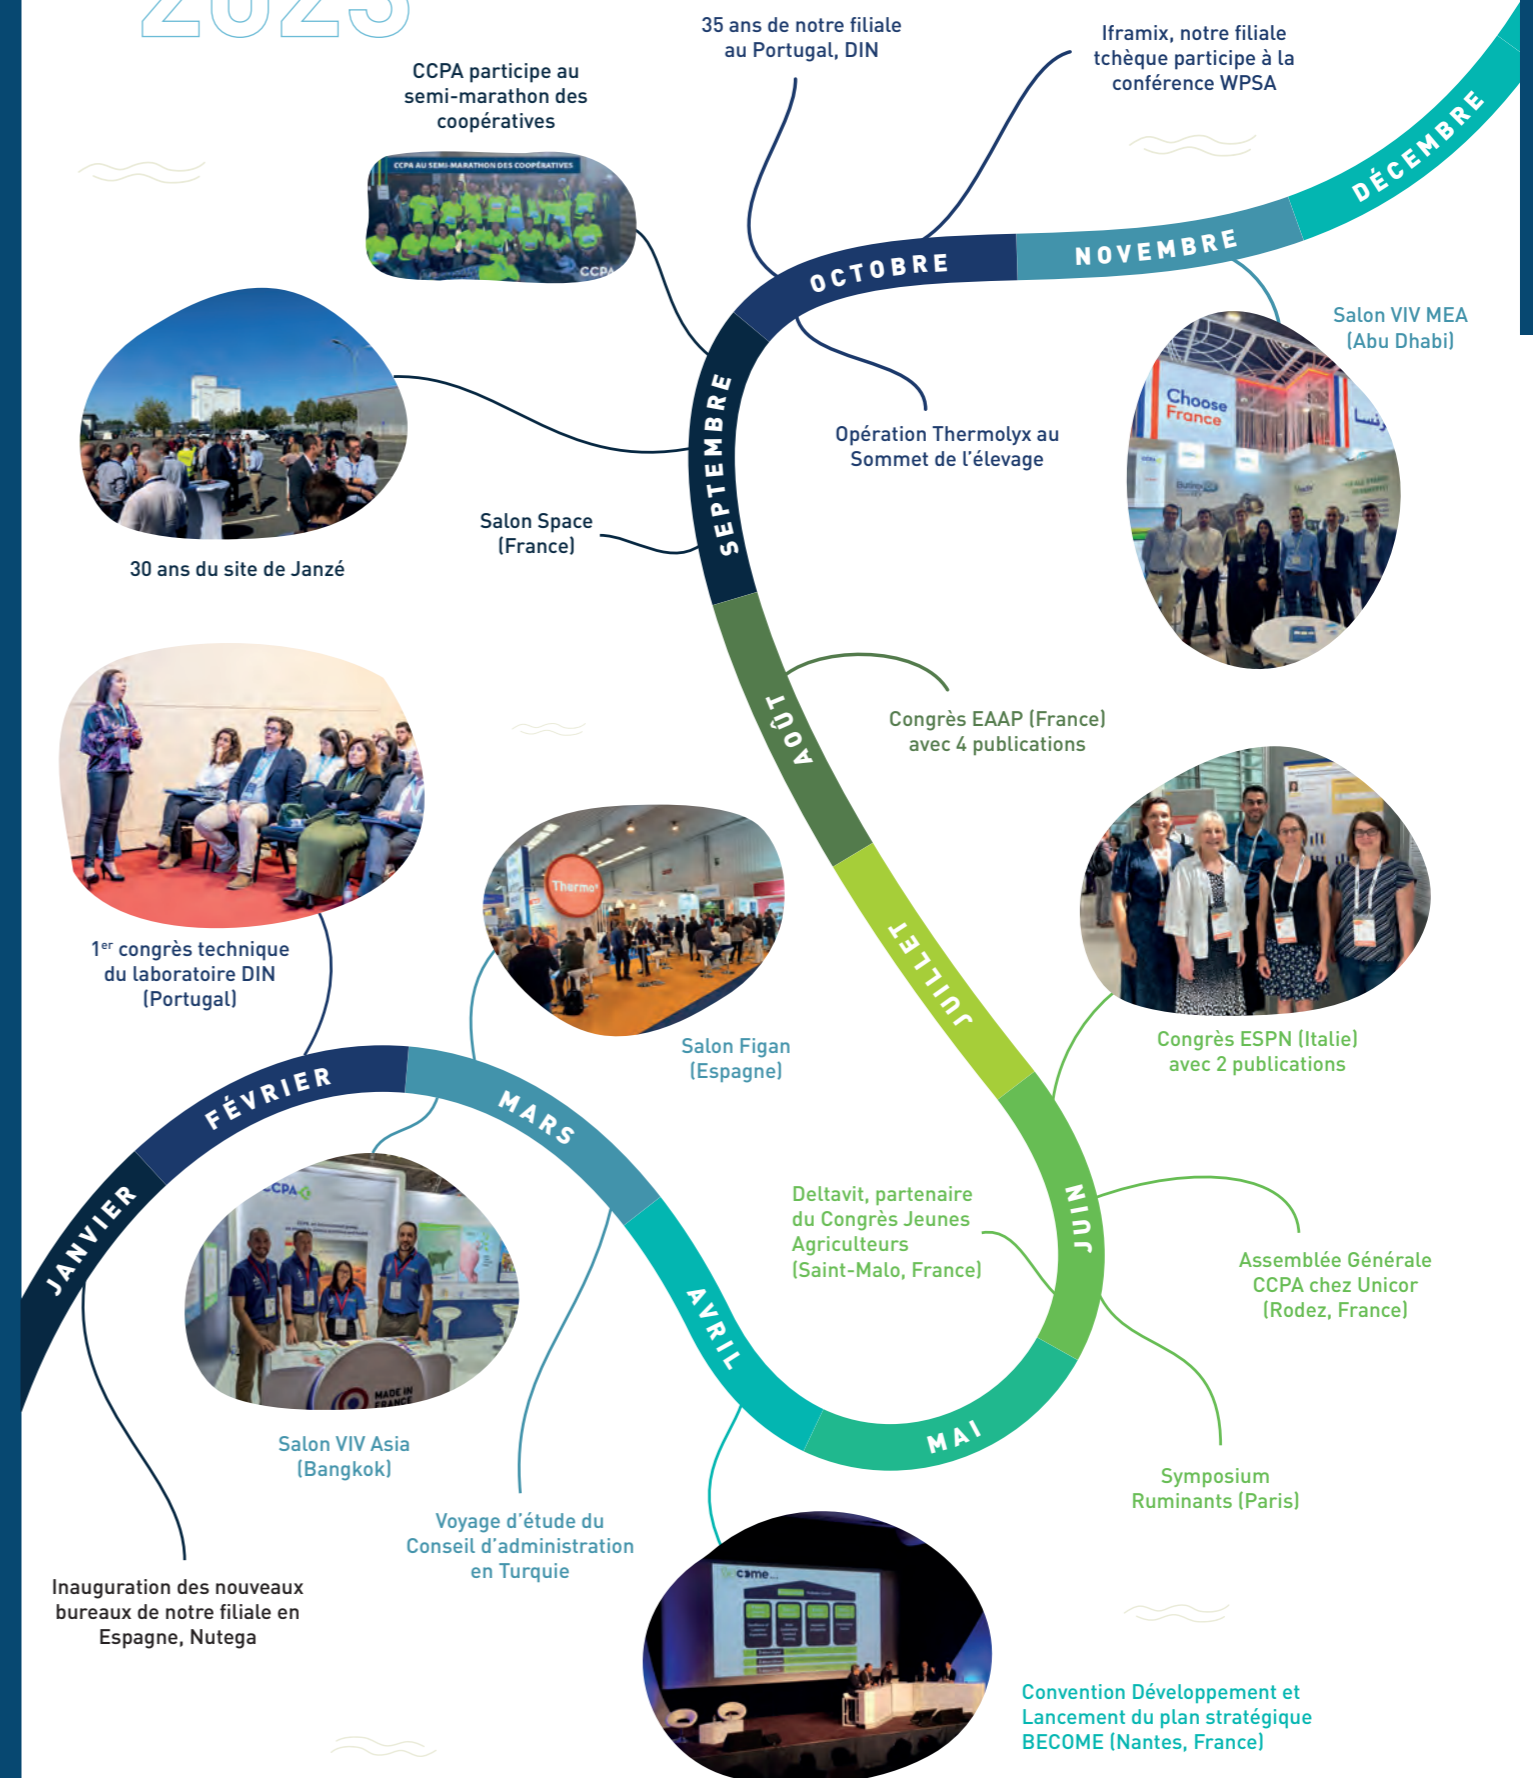 2023
35 ans de notre filiale
au Portugal, DIN
Iframix, notre filiale
tchèque participe à la
conférence WPSA
CCPA participe au
semi-marathon des
coopératives
CCPA AU SEMI-MARATHON DES COOPÉRATIVES
CCPA
DÉCEMBRE
NOVEMBRE
OCTOBRE
Salon VIV MEA
(Abu Dhabi)
Choose
France
SEPTEMBRE
Opération Thermolyx au
Sommet de l'élevage
Salon Space
(France)
30 ans du site de Janzé
AOÛT
Congrès EAAP (France)
avec 4 publications
Thermo
1er congrès technique
du laboratoire DIN
(Portugal)
JUILLET
Salon Figan
(Espagne)
Congrès ESPN (Italie)
avec 2 publications
FÉVRIER
MARS
JANVIER
CCPA
MADE IN
FRANCE
JUIN
Deltavit, partenaire
du Congrès Jeunes
Agriculteurs
(Saint-Malo, France)
Assemblée Générale
CCPA chez Unicor
(Rodez, France)
AVRIL
MAI
Salon VIV Asia
(Bangkok)
Symposium
Ruminants (Paris)
Voyage d'étude du
Conseil d'administration
en Turquie
Inauguration des nouveaux
bureaux de notre filiale en
Espagne, Nutega
Convention Développement et
Lancement du plan stratégique
BECOME (Nantes, France)